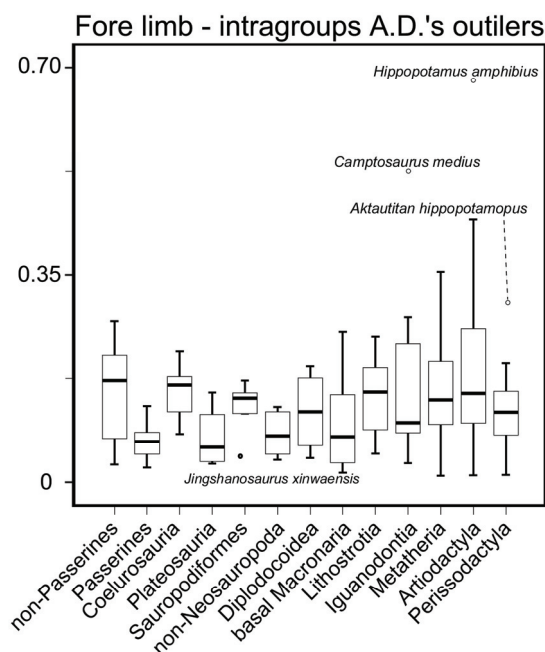 Fore limb - intragroups A.D.'s outilers
0.70
Hippopotamus amphibius
Camptosaurus medius
Aktautitan hippopotamopus
0.35
0
Jingshanosaurus xinwaensis
non-Passerines
Passerines
Coelurosauria
Plateosauria
Sauropodiformes
non-Neosauropoda
Diplodocoidea
basal Macronaria
Lithostrotia
Iguanodontia
Metatheria
Artiodactyla
Perissodactyla